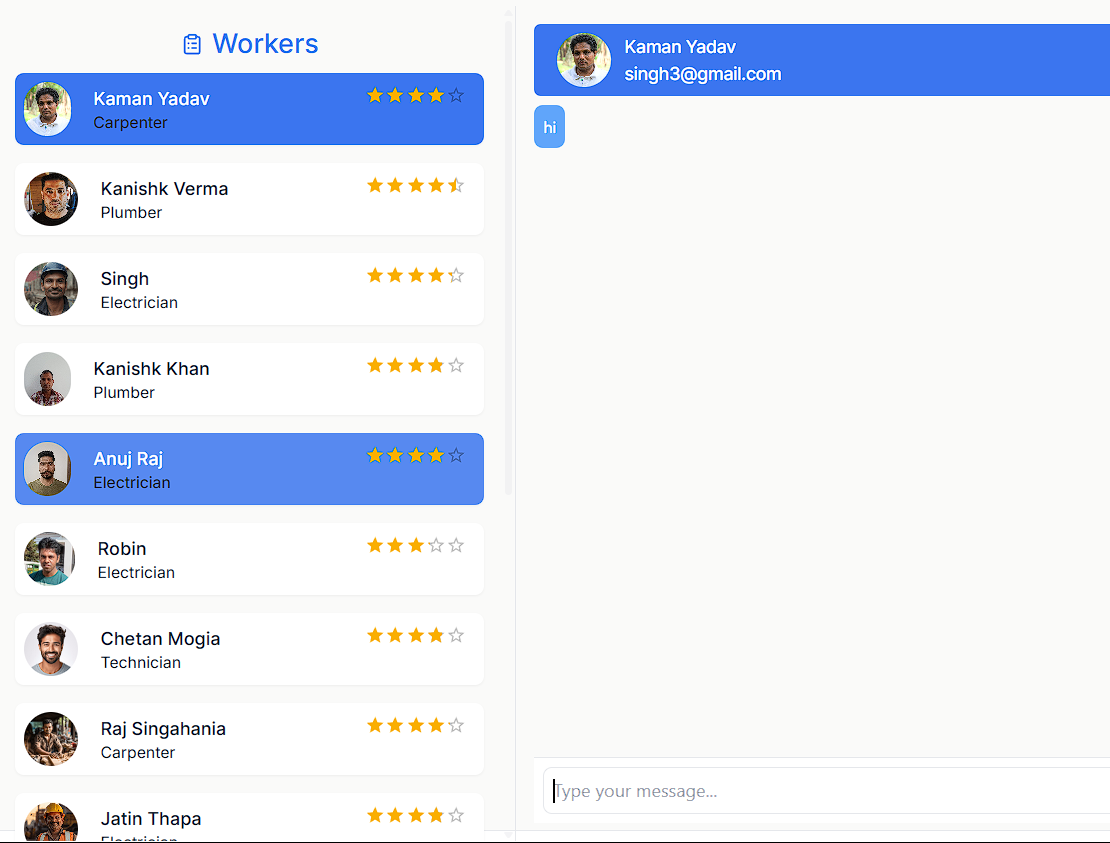 Workers
Kaman Yadav
Carpenter
Kanishk Verma
Plumber
Singh
Electrician
Kanishk Khan
Plumber
Anuj Raj
Electrician
Robin
Electrician
Chetan Mogia
Technician
Raj Singahania
Carpenter
Jatin Thapa
Electrician
Kaman Yadav
singh3@gmail.com
hi
Type your message...